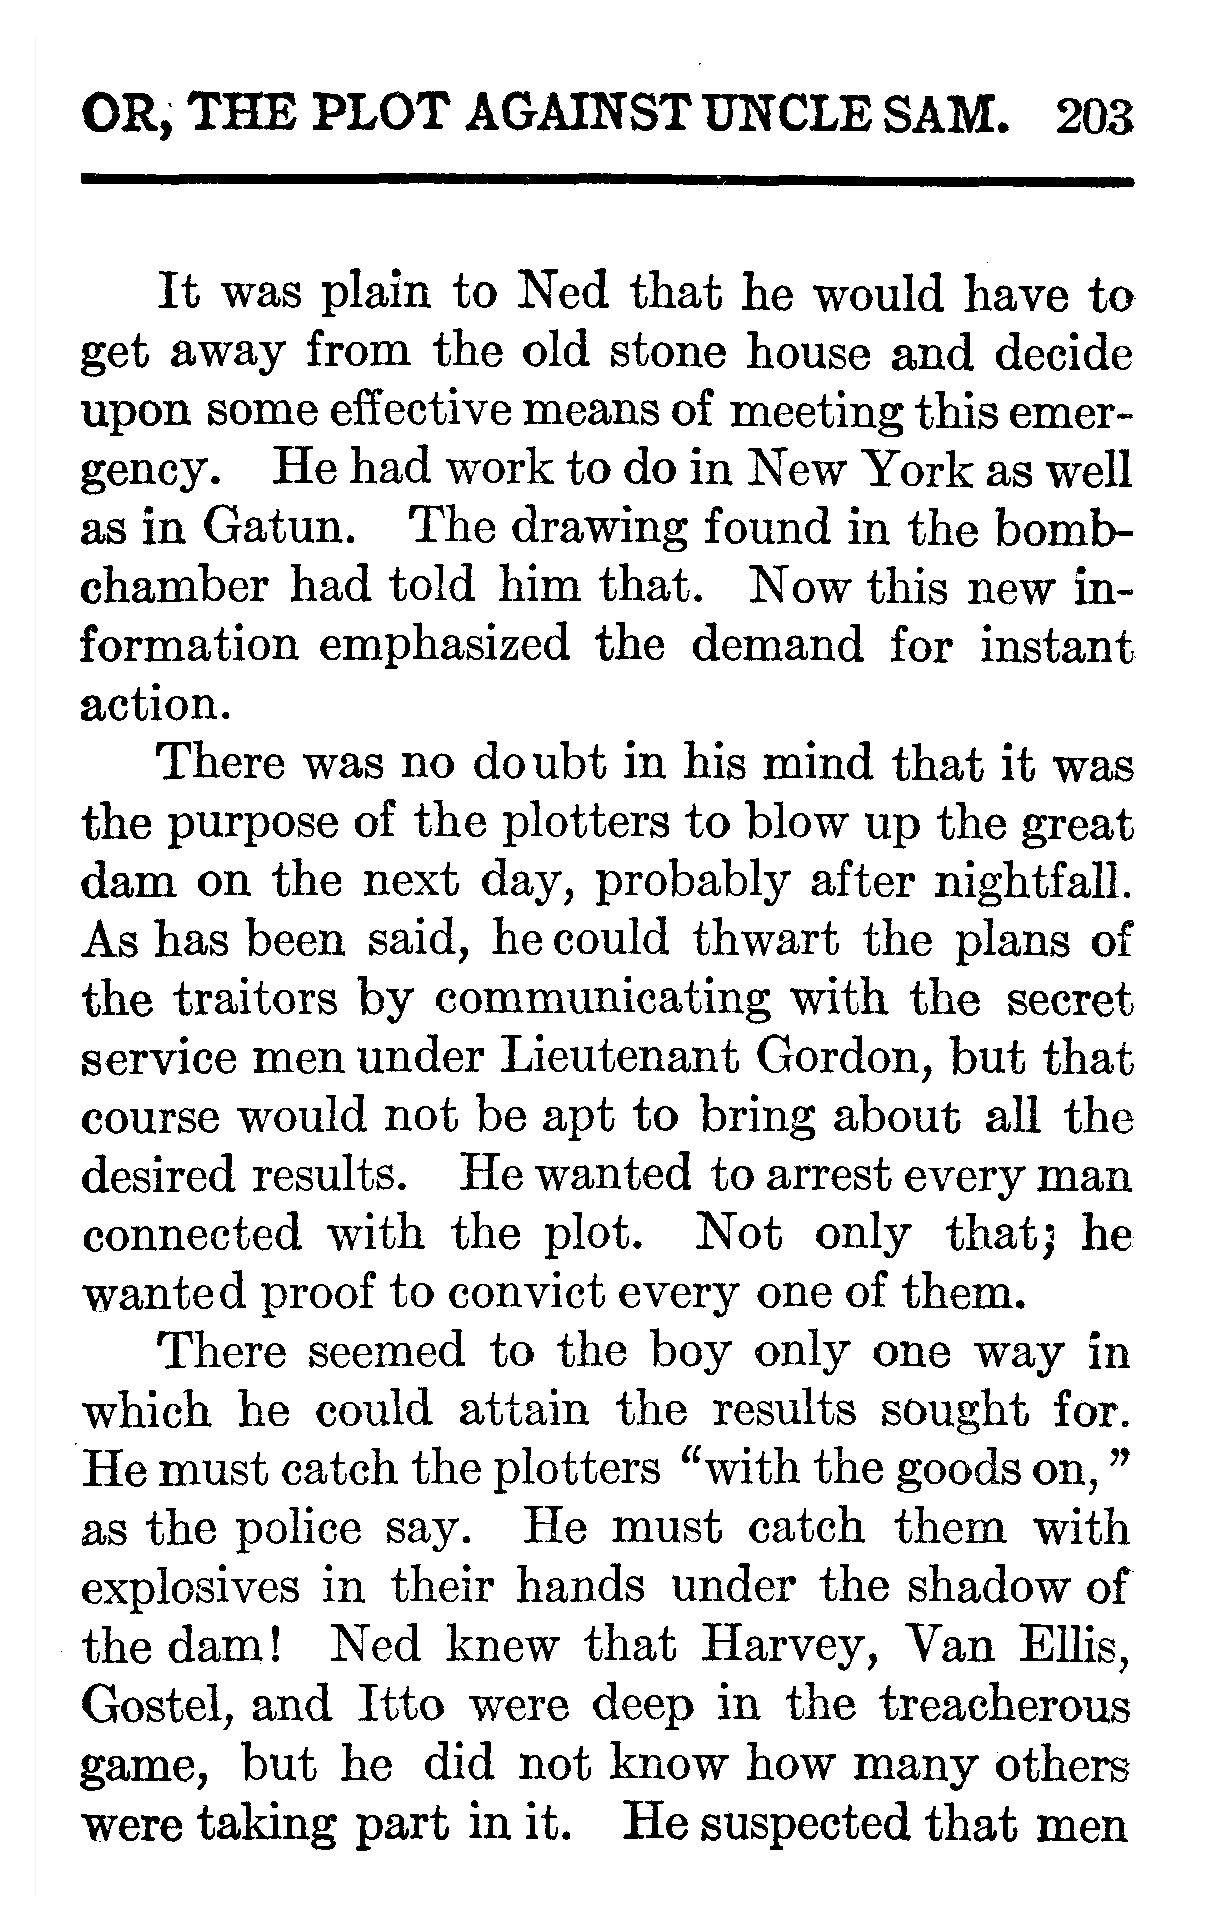 OR, THE PLOT AGAINST UNCLE SAM. 203
It was plain to Ned that he would have to
get away from the old stone house and decide
upon some effective means of meeting this emer-
gency. He had work to do in New York as well
as in Gatun. The drawing found in the bomb-
chamber had told him that. Now this new in-
formation emphasized the demand for instant
action.
There was no doubt in his mind that it was
the purpose of the plotters to blow up the great
dam on the next day, probably after nightfall.
As has been said, he could thwart the plans of
the traitors by communicating with the secret
service men under Lieutenant Gordon, but that
course would not be apt to bring about all the
desired results. He wanted to arrest every man
connected with the plot. Not only that; he
wanted proof to convict every one of them.
There seemed to the boy only one way in
which he could attain the results sought for.
He must catch the plotters “with the goods on,”
as the police say. He must catch them with
explosives in their hands under the shadow of
the dam! Ned knew that Harvey, Van Ellis,
Gostel, and Itto were deep in the treacherous
game, but he did not know how many others
were taking part in it. He suspected that men